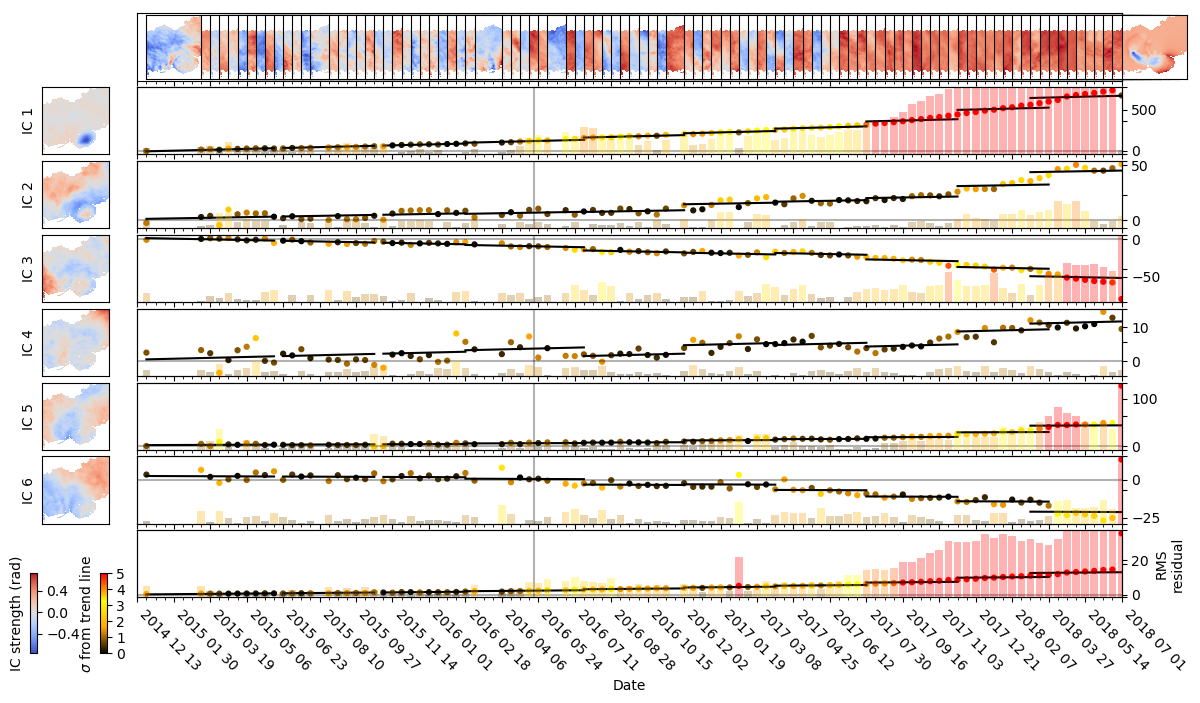 IC 1
500
0
IC 2
50
0
IC 3
0
−50
IC 4
10
0
IC 5
100
0
IC 6
0
−25
RMS
residual
20
0
IC strength (rad)
0.4
0.0
−0.4
σ from trend line
5
4
3
2
1
0
2014 12 13
2015 01 30
2015 03 19
2015 05 06
2015 06 23
2015 08 10
2015 09 27
2015 11 14
2016 01 01
2016 02 18
2016 04 06
2016 05 24
2016 07 11
2016 08 28
2016 10 15
2016 12 02
2017 01 19
2017 03 08
2017 04 25
2017 06 12
2017 07 30
2017 09 16
2017 11 03
2017 12 21
2018 02 07
2018 03 27
2018 05 14
2018 07 01
Date